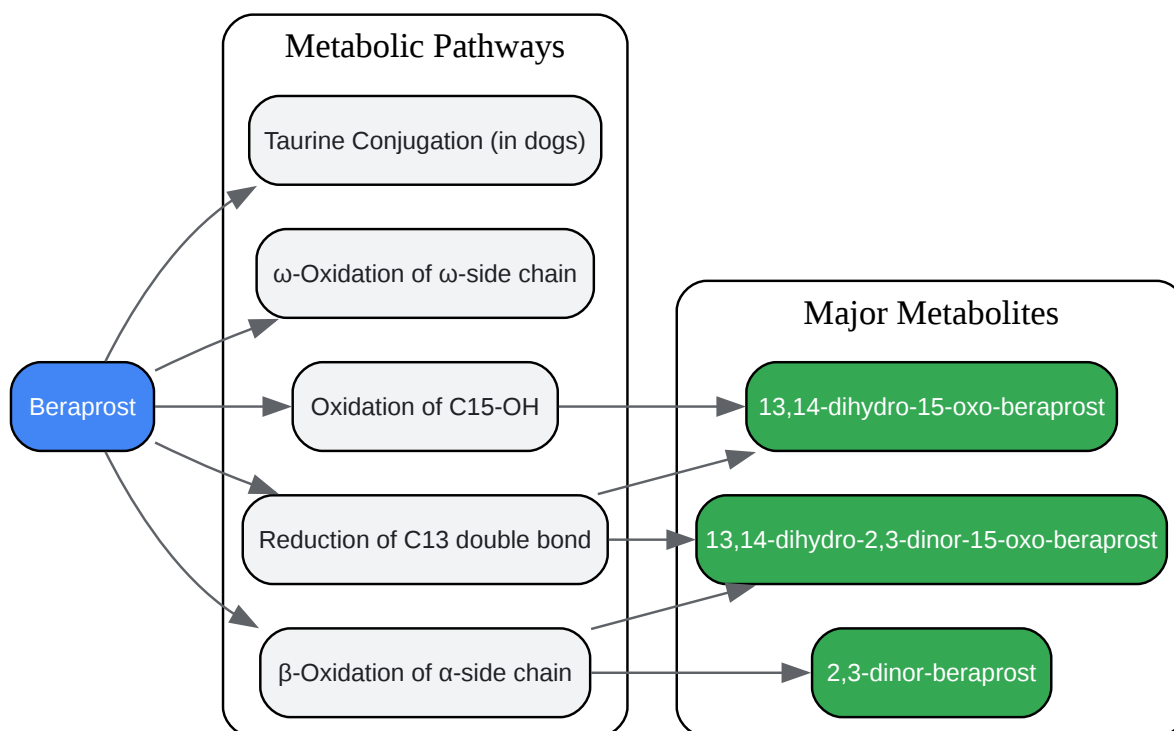 Metabolic Pathways
Taurine Conjugation (in dogs)
ω-Oxidation of ω-side chain
Major Metabolites
Beraprost
Oxidation of C15-OH
13,14-dihydro-15-oxo-beraprost
Reduction of C13 double bond
13,14-dihydro-2,3-dinor-15-oxo-beraprost
β-Oxidation of α-side chain
2,3-dinor-beraprost